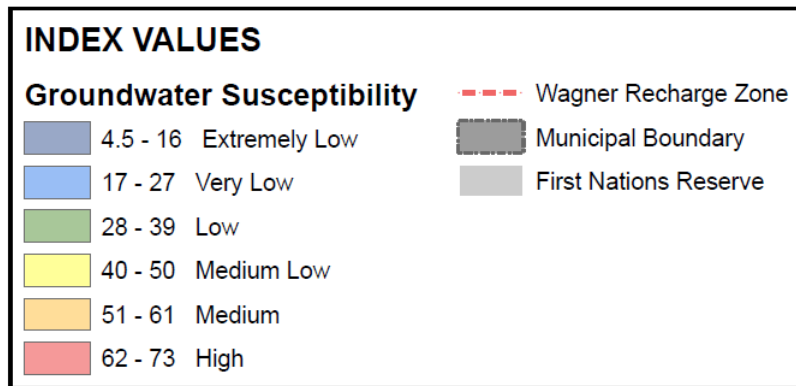 INDEX VALUES
Groundwater Susceptibility
4.5 - 16 Extremely Low
17 - 27 Very Low
28 - 39 Low
40 - 50 Medium Low
51 - 61 Medium
62 - 73 High
Wagner Recharge Zone
Municipal Boundary
First Nations Reserve